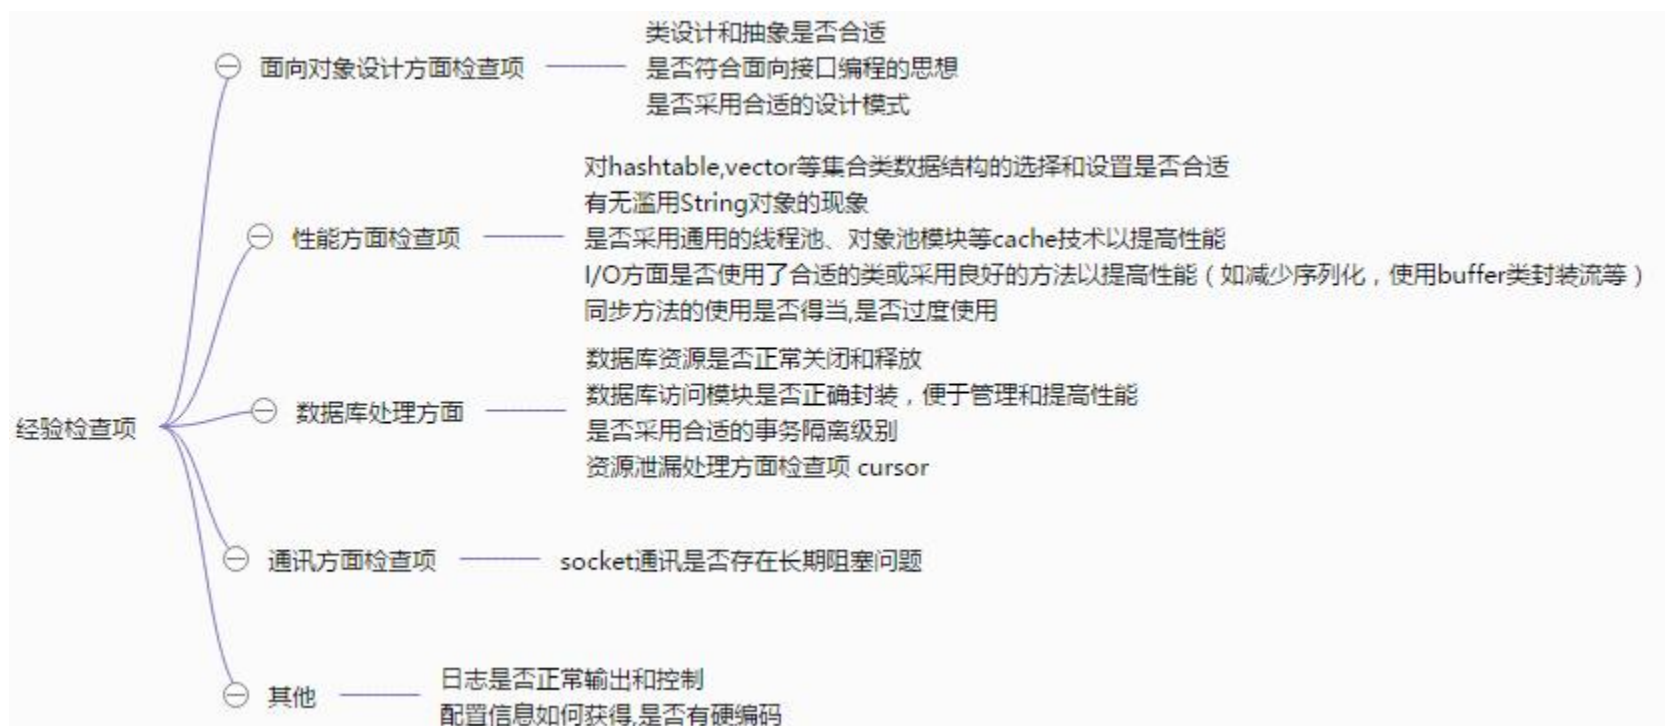 经验检查项
面向对象设计方面检查项
类设计和抽象是否合适
是否符合面向接口编程的思想
是否采用合适的设计模式
性能方面检查项
对hashtable,vector等集合类数据结构的选择和设置是否合适
有无滥用String对象的现象
是否采用通用的线程池、对象池模块等cache技术以提高性能
I/O方面是否使用了合适的类或采用良好的方法以提高性能（如减少序列化，使用buffer类封装流等）
同步方法的使用是否得当,是否过度使用
数据库处理方面
数据库资源是否正常关闭和释放
数据库访问模块是否正确封装，便于管理和提高性能
是否采用合适的事务隔离级别
资源泄漏处理方面检查项 cursor
通讯方面检查项
socket通讯是否存在长期阻塞问题
其他
日志是否正常输出和控制
配置信息如何获得,是否有硬编码